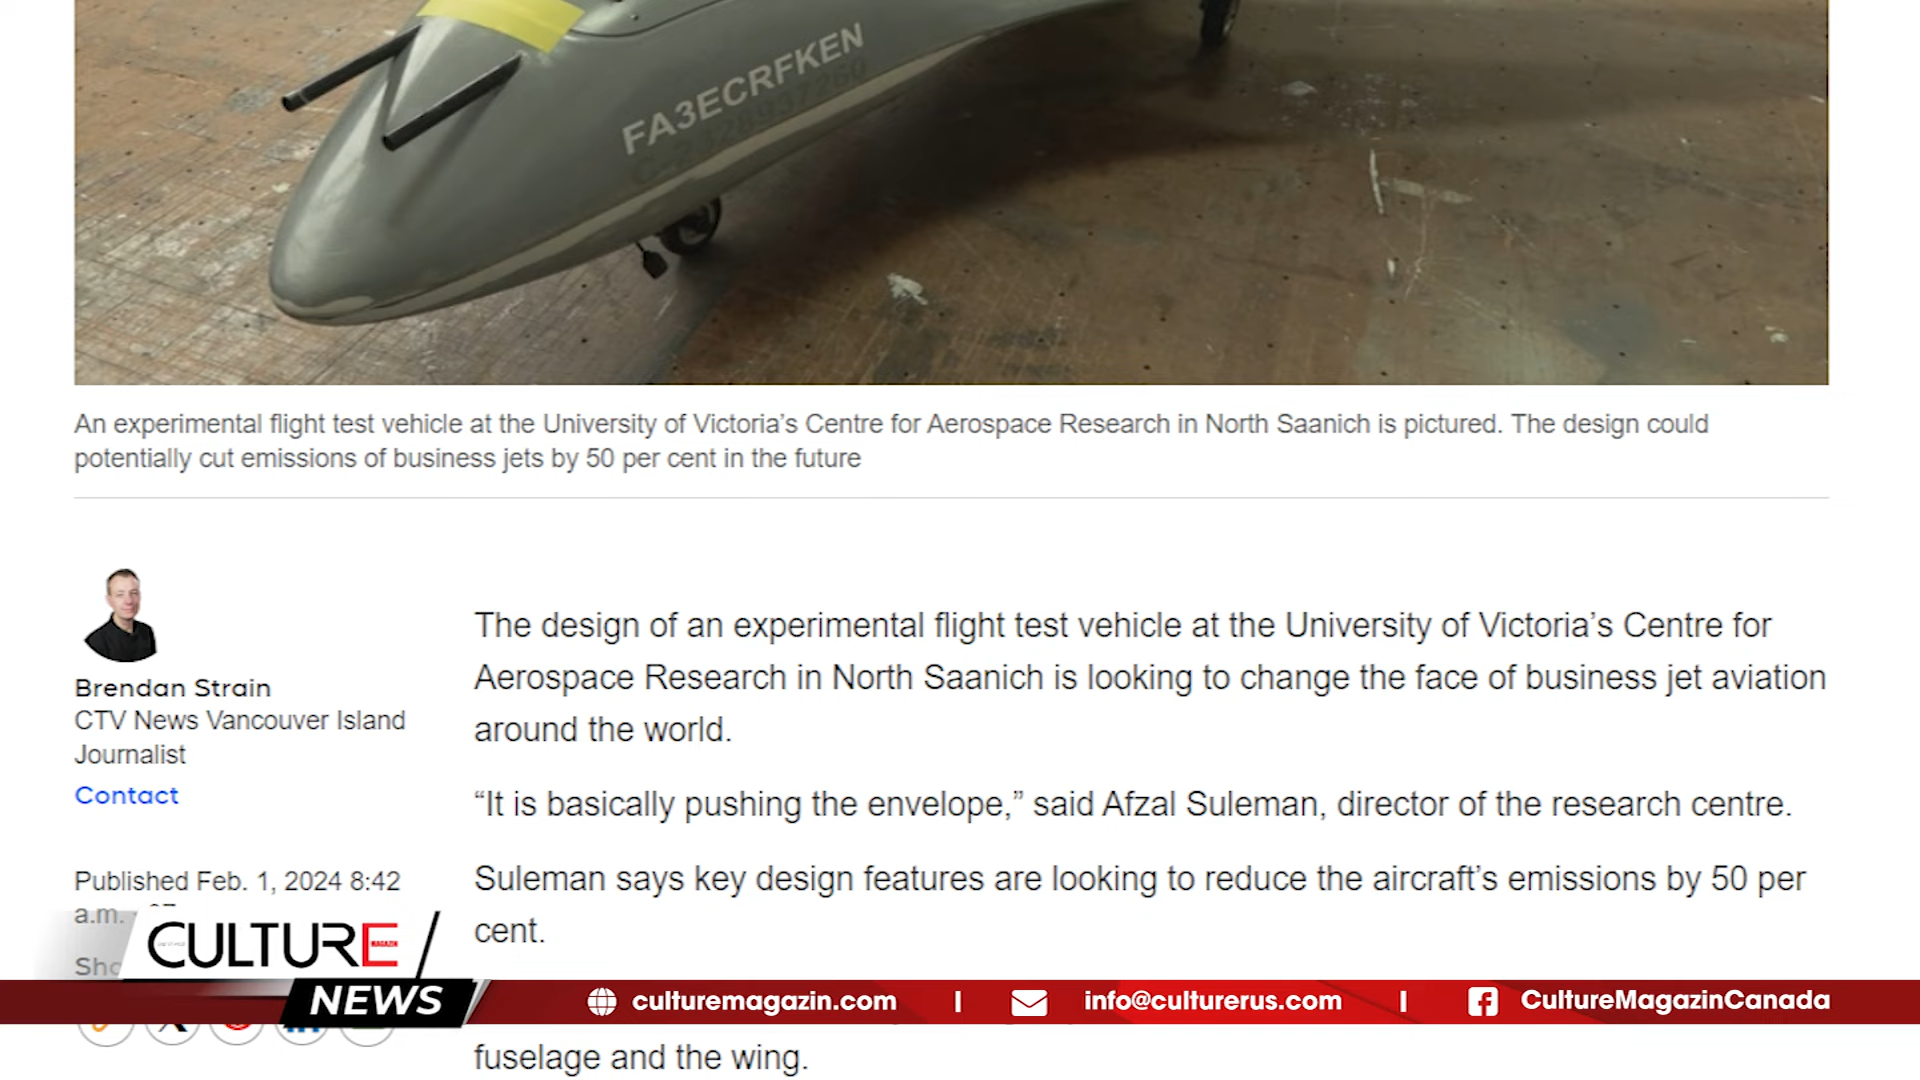 FA3ECRFKEN
An experimental flight test vehicle at the University of Victoria’s Centre for Aerospace Research in North Saanich is pictured. The design could
potentially cut emissions of business jets by 50 per cent in the future
Brendan Strain
CTV News Vancouver Island
Journalist
Contact
Published Feb. 1, 2024 8:42
a.m.
The design of an experimental flight test vehicle at the University of Victoria’s Centre for
Aerospace Research in North Saanich is looking to change the face of business jet aviation
around the world.
“It is basically pushing the envelope,” said Afzal Suleman, director of the research centre.
Suleman says key design features are looking to reduce the aircraft’s emissions by 50 per
cent.
fuselage and the wing.
CULTURE
MAGAZIN
NEWS
culturemagazin.com | info@culturerus.com | CultureMagazinCanada